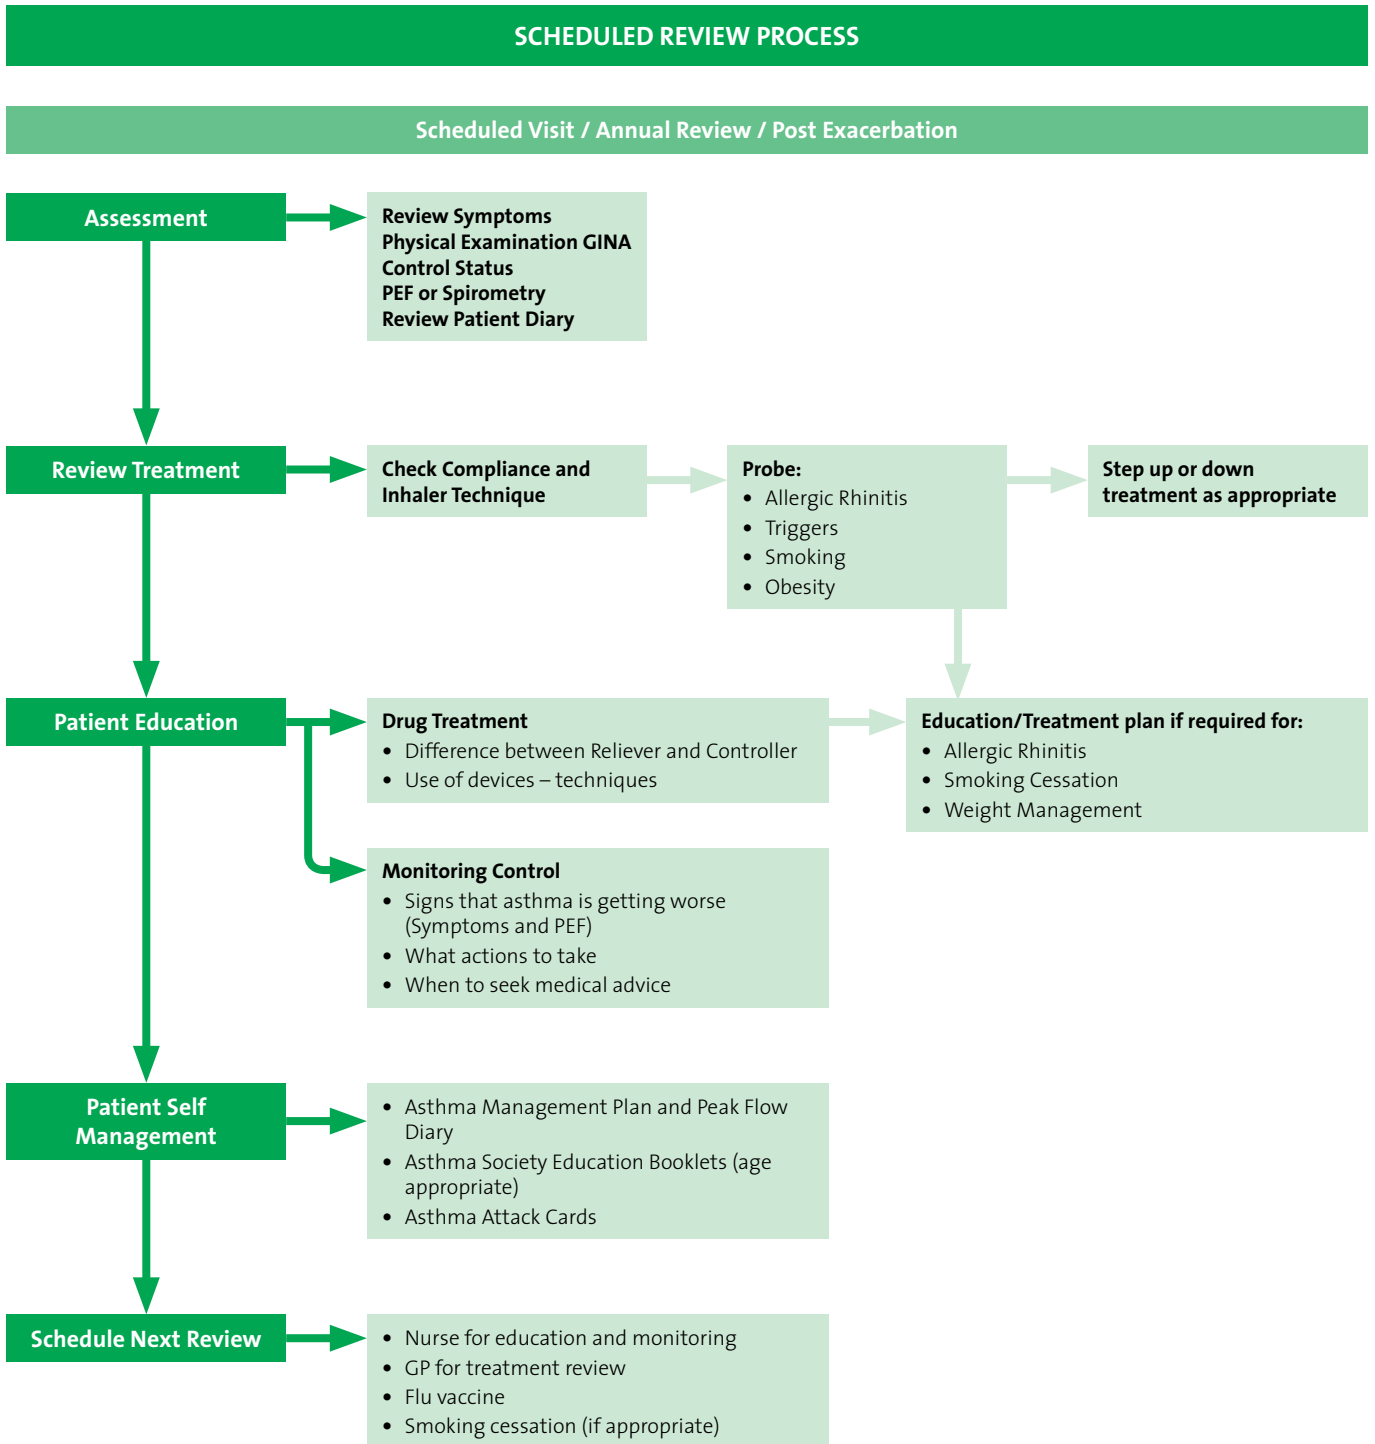 SCHEDULED REVIEW PROCESS
Scheduled Visit / Annual Review / Post Exacerbation
Assessment
Review Symptoms
Physical Examination GINA
Control Status
PEF or Spirometry
Review Patient Diary
Review Treatment
Check Compliance and
Inhaler Technique
Probe:
• Allergic Rhinitis
• Triggers
• Smoking
• Obesity
Step up or down
treatment as appropriate
Patient Education
Drug Treatment
• Difference between Reliever and Controller
• Use of devices – techniques
Education/Treatment plan if required for:
• Allergic Rhinitis
• Smoking Cessation
• Weight Management
Monitoring Control
• Signs that asthma is getting worse
(Symptoms and PEF)
• What actions to take
• When to seek medical advice
Patient Self
Management
• Asthma Management Plan and Peak Flow
Diary
• Asthma Society Education Booklets (age
appropriate)
• Asthma Attack Cards
Schedule Next Review
• Nurse for education and monitoring
• GP for treatment review
• Flu vaccine
• Smoking cessation (if appropriate)